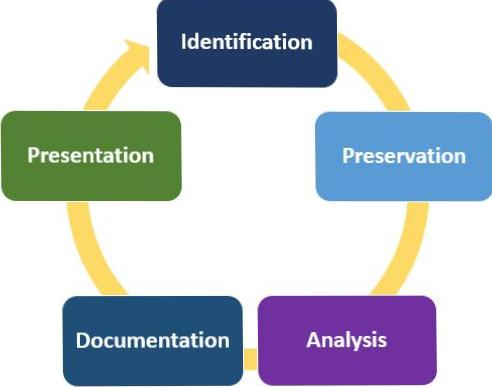 Identification
Preservation
Analysis
Documentation
Presentation